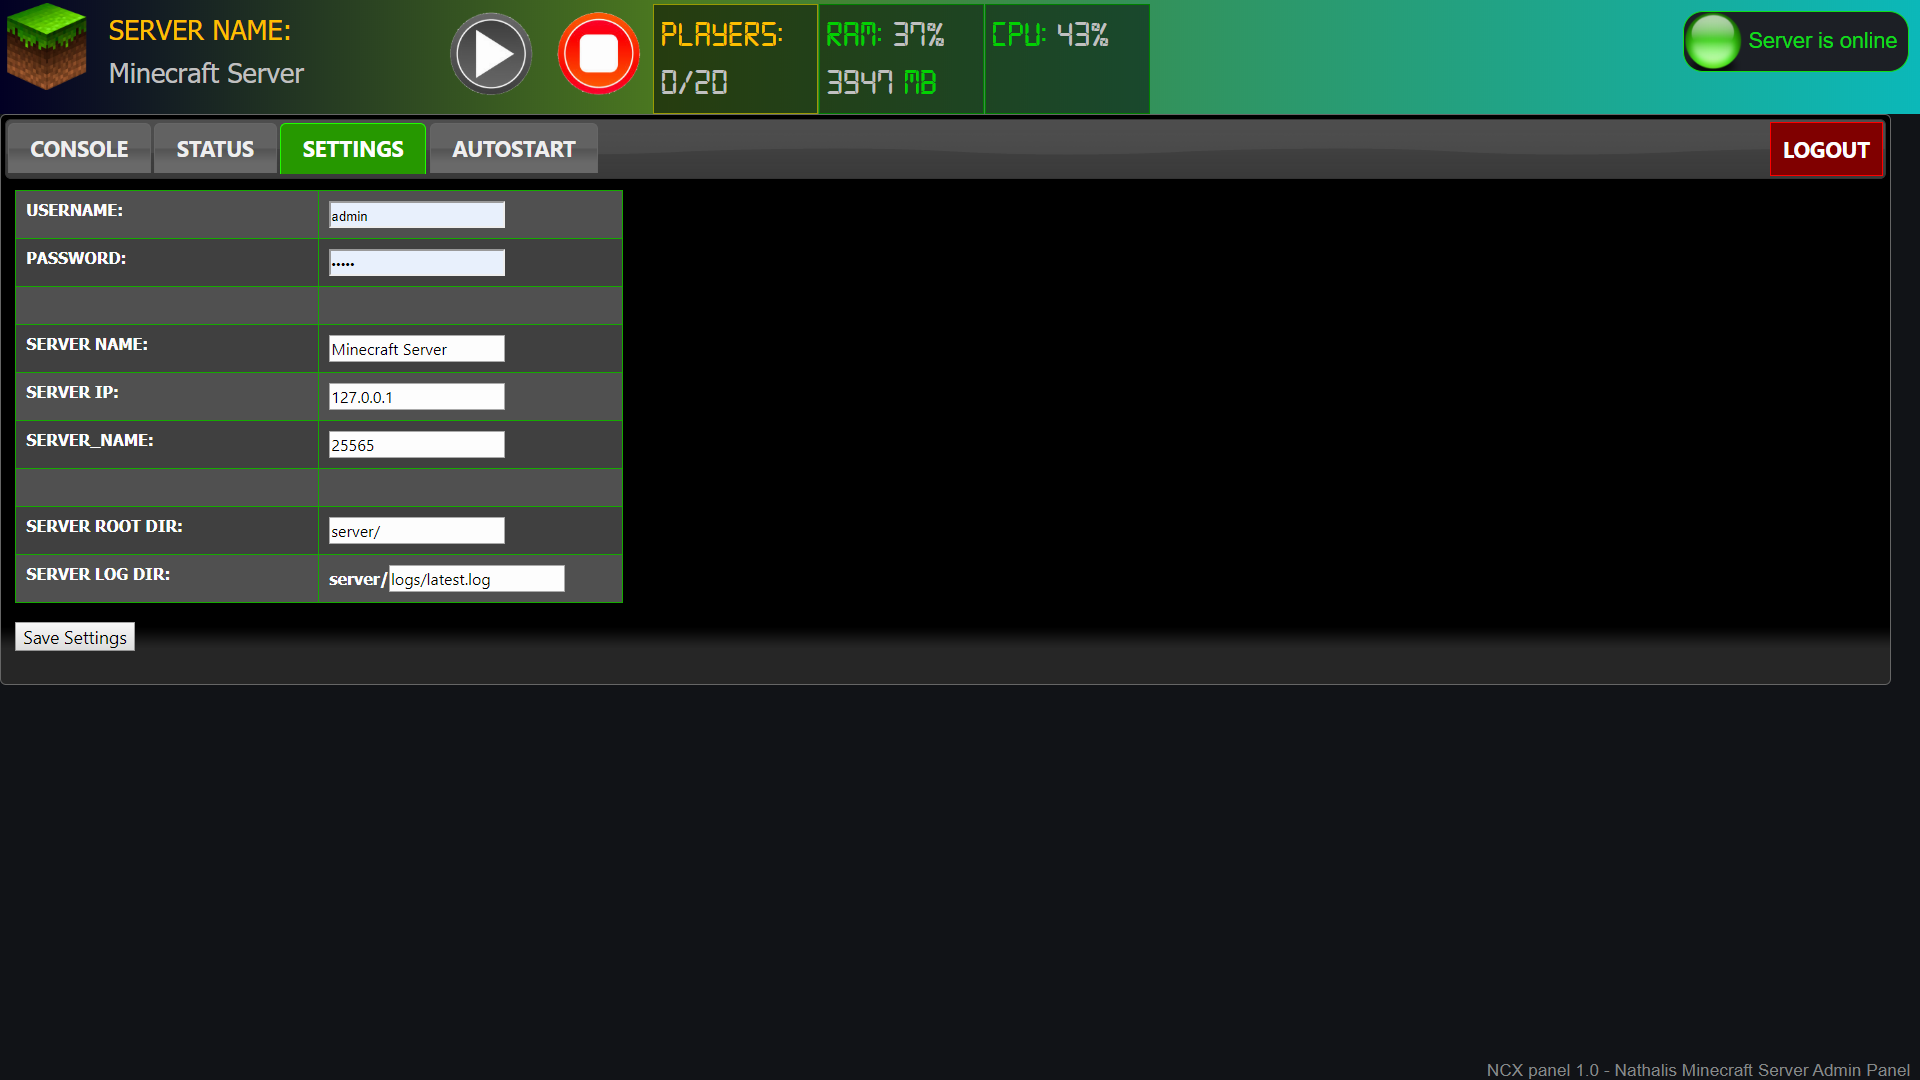 SERVER NAME:
Minecraft Server
PLAYERS:
0/20
RAM: 37%
3947 MB
CPU: 43%
Server is online
CONSOLE
STATUS
SETTINGS
AUTOSTART
LOGOUT
USERNAME: admin
PASSWORD: •••••
SERVER NAME: Minecraft Server
SERVER IP: 127.0.0.1
SERVER_NAME: 25565
SERVER ROOT DIR: server/
SERVER LOG DIR: server/logs/latest.log
Save Settings
NCX panel 1.0 - Nathalis Minecraft Server Admin Panel